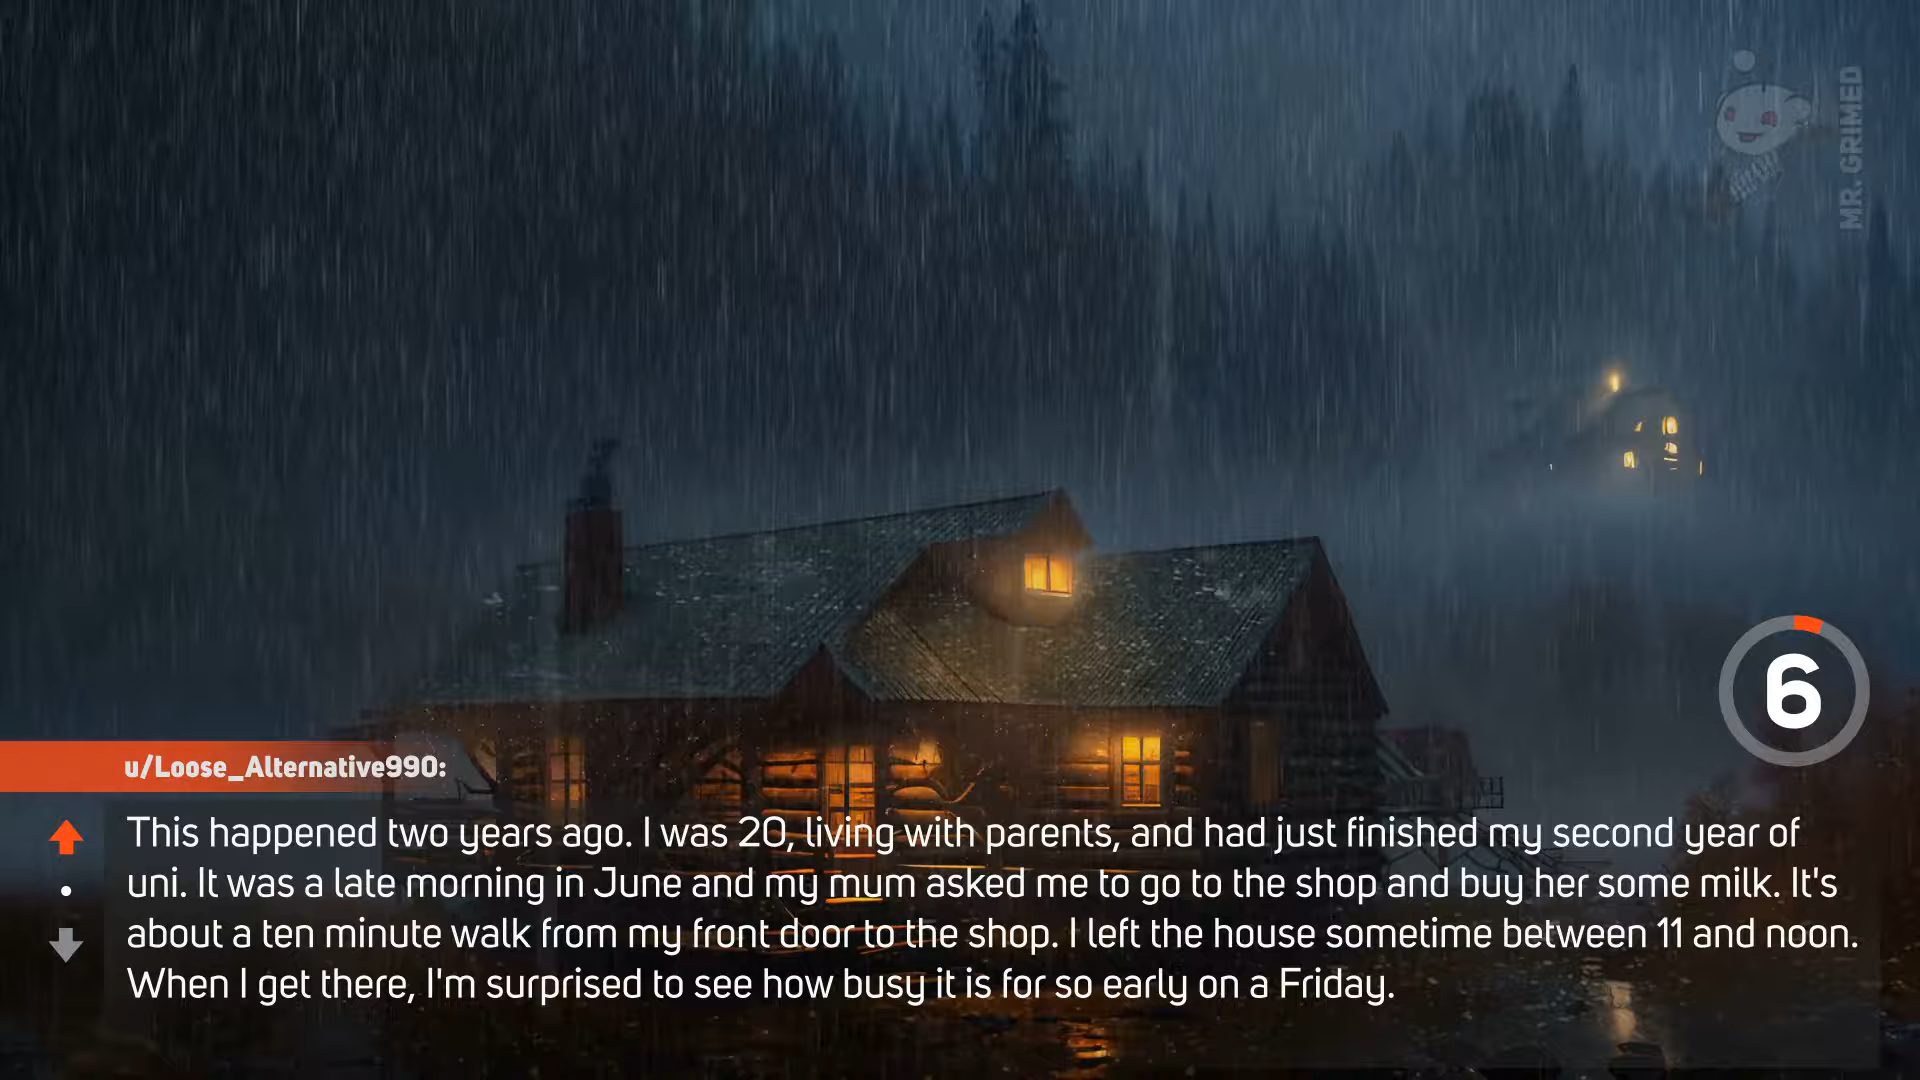 MR. GRIMED
6
u/Loose_Alternative990:
This happened two years ago. I was 20, living with parents, and had just finished my second year of
uni. It was a late morning in June and my mum asked me to go to the shop and buy her some milk. It's
about a ten minute walk from my front door to the shop. I left the house sometime between 11 and noon.
When I get there, I'm surprised to see how busy it is for so early on a Friday.